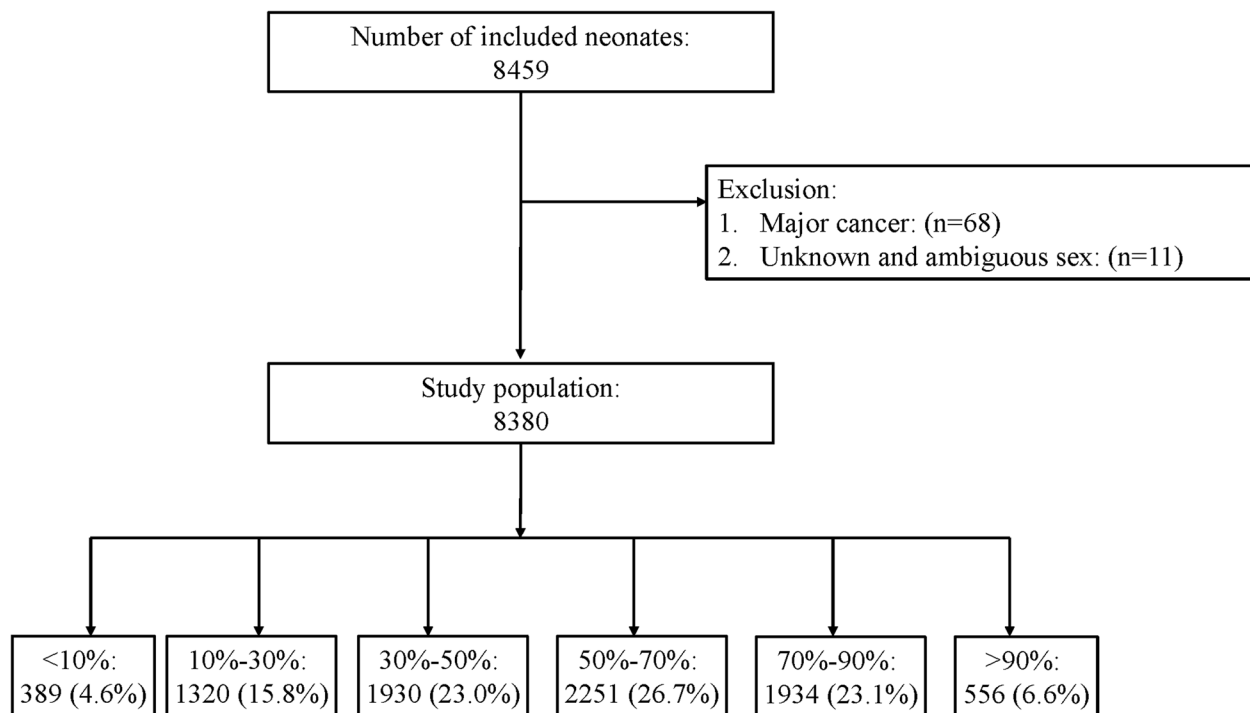 Number of included neonates:
8459
Exclusion:
1. Major cancer: (n=68)
2. Unknown and ambiguous sex: (n=11)
Study population:
8380
<10%:
389 (4.6%)
10%-30%:
1320 (15.8%)
30%-50%:
1930 (23.0%)
50%-70%:
2251 (26.7%)
70%-90%:
1934 (23.1%)
>90%:
556 (6.6%)